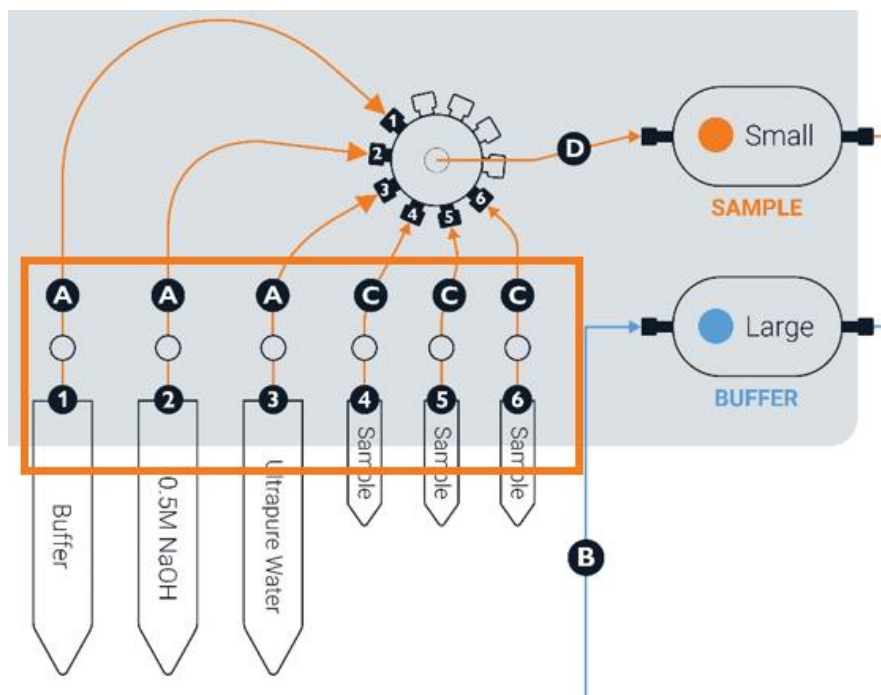 1
2
3
4
5
6
D
Small
SAMPLE
A
A
A
C
C
C
Large
BUFFER
1
2
3
4
5
6
Buffer
0.5M NaOH
Ultrapure Water
Sample
Sample
Sample
B